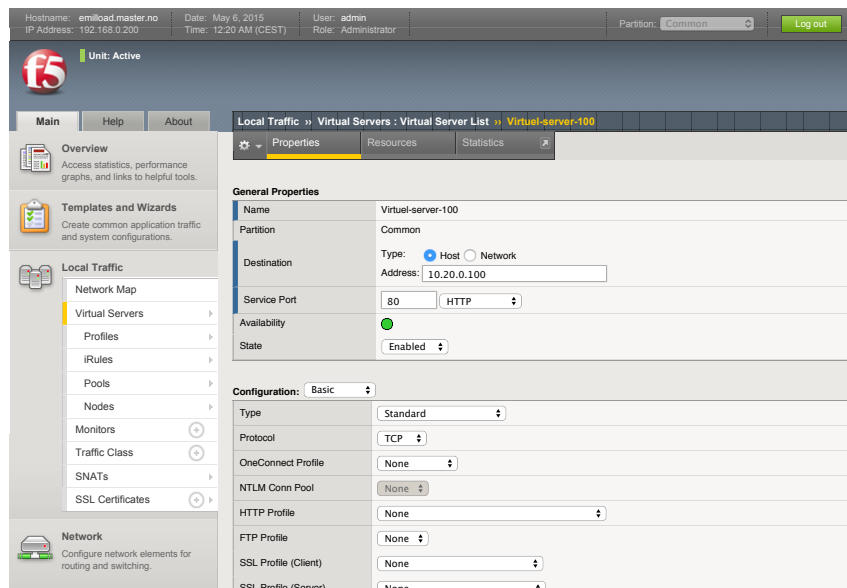 Hostname: emilload.master.no Date: May 6, 2015 User: admin
IP Address: 192.168.0.200 Time: 12:20 AM (CEST) Role: Administrator
Partition: Common Log out
f5
Unit: Active
Main Help About
Local Traffic ›› Virtual Servers : Virtual Server List ›› Virtuel-server-100
Properties Resources Statistics
Overview
Access statistics, performance
graphs, and links to helpful tools.
Templates and Wizards
Create common application traffic
and system configurations.
Local Traffic
Network Map
Virtual Servers
Profiles
iRules
Pools
Nodes
Monitors
Traffic Class
SNATs
SSL Certificates
Network
Configure network elements for
routing and switching.
General Properties
Name Virtuel-server-100
Partition Common
Destination
Type: Host Network
Address: 10.20.0.100
Service Port 80 HTTP
Availability
State Enabled
Configuration: Basic
Type Standard
Protocol TCP
OneConnect Profile None
NTLM Conn Pool None
HTTP Profile None
FTP Profile None
SSL Profile (Client) None
SSL Profile (Server) None